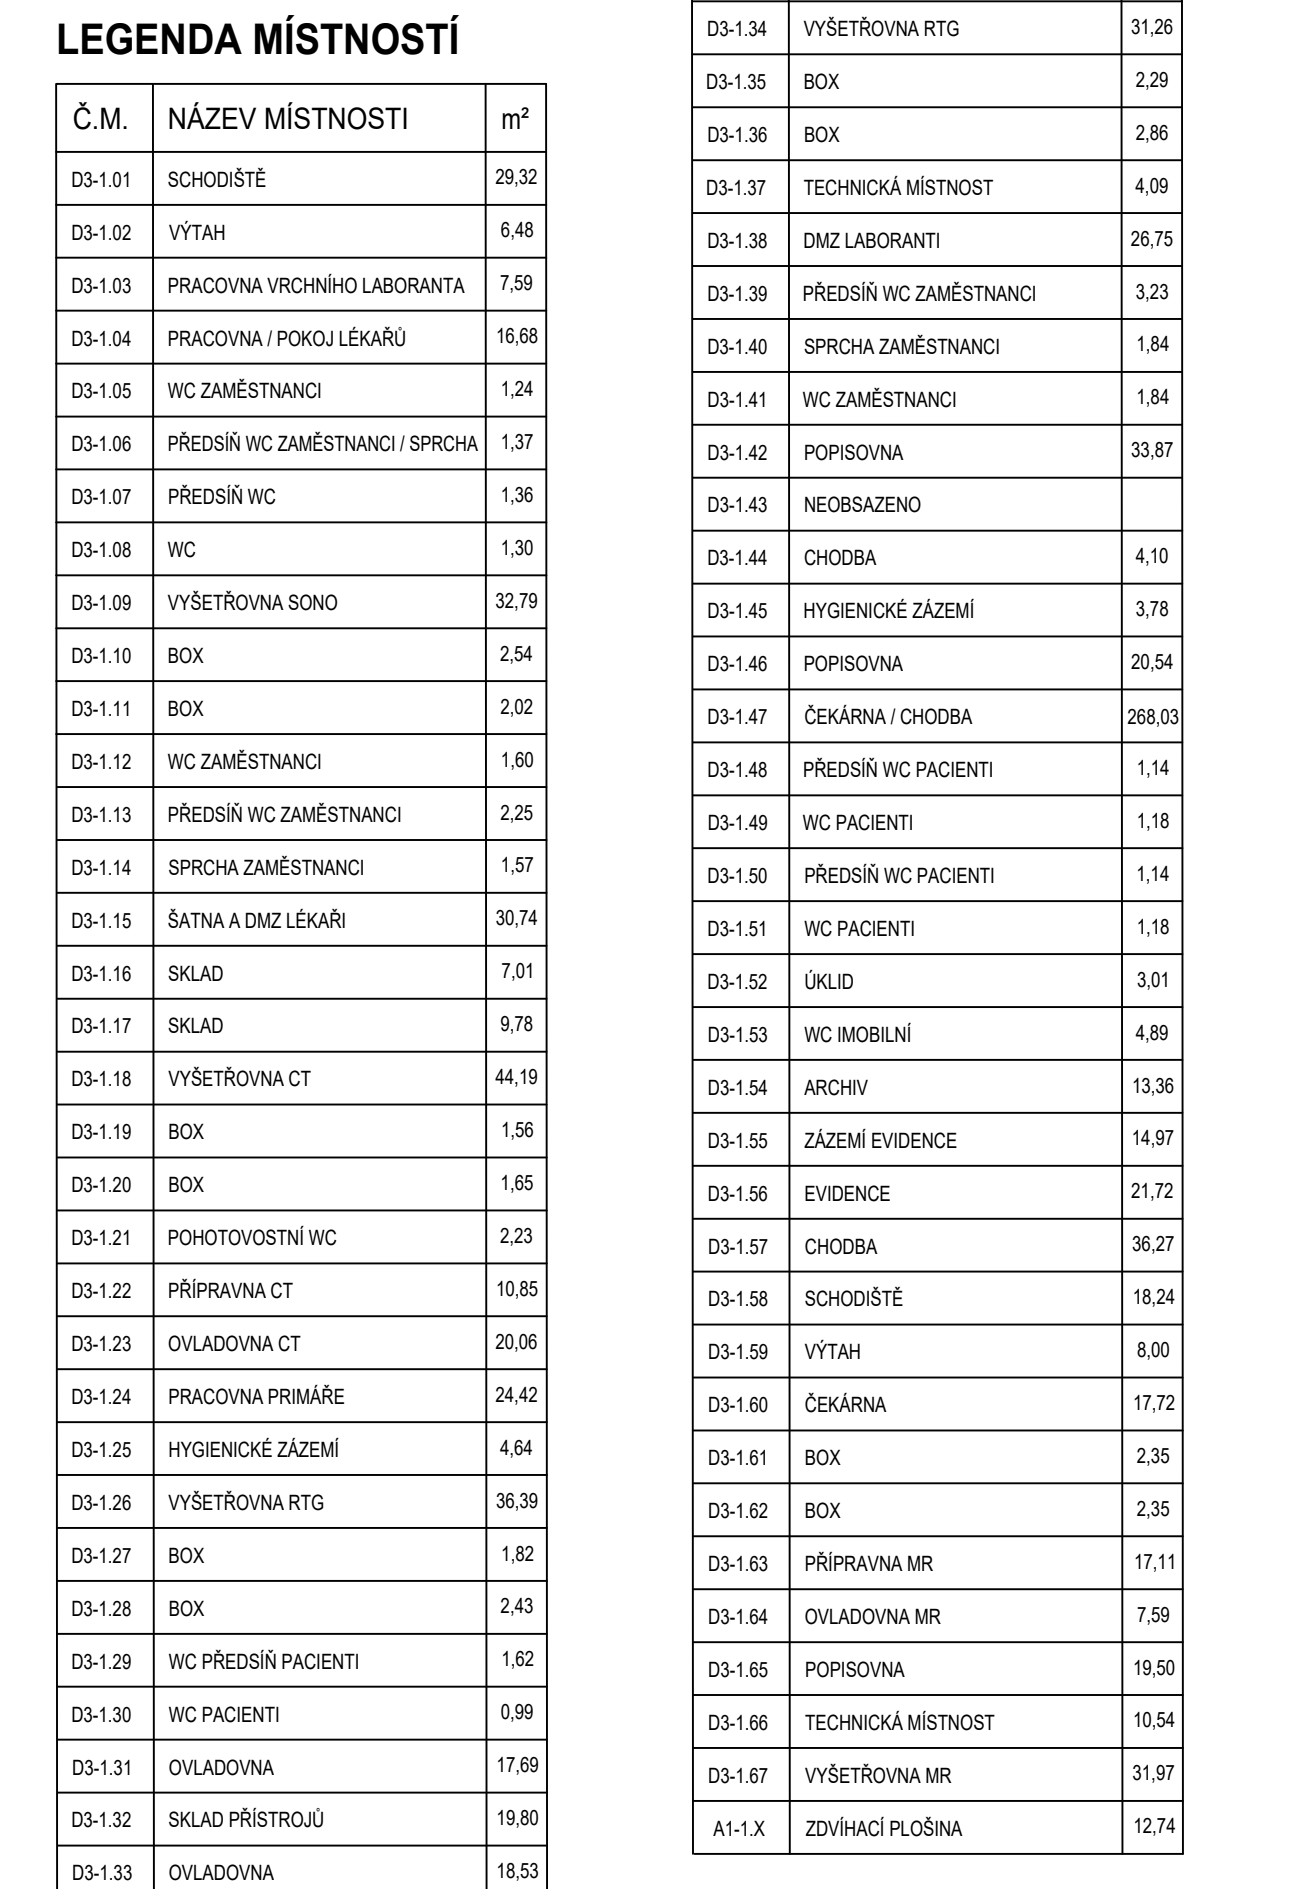 LEGENDA MÍSTNOSTÍ
Č.M. NÁZEV MÍSTNOSTI m²
D3-1.01 SCHODIŠTĚ 29,32
D3-1.02 VÝTAH 6,48
D3-1.03 PRACOVNA VRCHNÍHO LABORANTA 7,59
D3-1.04 PRACOVNA / POKOJ LÉKAŘŮ 16,68
D3-1.05 WC ZAMĚSTNANCI 1,24
D3-1.06 PŘEDSÍŇ WC ZAMĚSTNANCI / SPRCHA 1,37
D3-1.07 PŘEDSÍŇ WC 1,36
D3-1.08 WC 1,30
D3-1.09 VYŠETŘOVNA SONO 32,79
D3-1.10 BOX 2,54
D3-1.11 BOX 2,02
D3-1.12 WC ZAMĚSTNANCI 1,60
D3-1.13 PŘEDSÍŇ WC ZAMĚSTNANCI 2,25
D3-1.14 SPRCHA ZAMĚSTNANCI 1,57
D3-1.15 ŠATNA A DMZ LÉKAŘI 30,74
D3-1.16 SKLAD 7,01
D3-1.17 SKLAD 9,78
D3-1.18 VYŠETŘOVNA CT 44,19
D3-1.19 BOX 1,56
D3-1.20 BOX 1,65
D3-1.21 POHOTOVOSTNÍ WC 2,23
D3-1.22 PŘÍPRAVNA CT 10,85
D3-1.23 OVLADOVNA CT 20,06
D3-1.24 PRACOVNA PRIMÁŘE 24,42
D3-1.25 HYGIENICKÉ ZÁZEMÍ 4,64
D3-1.26 VYŠETŘOVNA RTG 36,39
D3-1.27 BOX 1,82
D3-1.28 BOX 2,43
D3-1.29 WC PŘEDSÍŇ PACIENTI 1,62
D3-1.30 WC PACIENTI 0,99
D3-1.31 OVLADOVNA 17,69
D3-1.32 SKLAD PŘÍSTROJŮ 19,80
D3-1.33 OVLADOVNA 18,53
D3-1.34 VYŠETŘOVNA RTG 31,26
D3-1.35 BOX 2,29
D3-1.36 BOX 2,86
D3-1.37 TECHNICKÁ MÍSTNOST 4,09
D3-1.38 DMZ LABORANTI 26,75
D3-1.39 PŘEDSÍŇ WC ZAMĚSTNANCI 3,23
D3-1.40 SPRCHA ZAMĚSTNANCI 1,84
D3-1.41 WC ZAMĚSTNANCI 1,84
D3-1.42 POPISOVNA 33,87
D3-1.43 NEOBSAZENO
D3-1.44 CHODBA 4,10
D3-1.45 HYGIENICKÉ ZÁZEMÍ 3,78
D3-1.46 POPISOVNA 20,54
D3-1.47 ČEKÁRNA / CHODBA 268,03
D3-1.48 PŘEDSÍŇ WC PACIENTI 1,14
D3-1.49 WC PACIENTI 1,18
D3-1.50 PŘEDSÍŇ WC PACIENTI 1,14
D3-1.51 WC PACIENTI 1,18
D3-1.52 ÚKLID 3,01
D3-1.53 WC IMOBILNÍ 4,89
D3-1.54 ARCHIV 13,36
D3-1.55 ZÁZEMÍ EVIDENCE 14,97
D3-1.56 EVIDENCE 21,72
D3-1.57 CHODBA 36,27
D3-1.58 SCHODIŠTĚ 18,24
D3-1.59 VÝTAH 8,00
D3-1.60 ČEKÁRNA 17,72
D3-1.61 BOX 2,35
D3-1.62 BOX 2,35
D3-1.63 PŘÍPRAVNA MR 17,11
D3-1.64 OVLADOVNA MR 7,59
D3-1.65 POPISOVNA 19,50
D3-1.66 TECHNICKÁ MÍSTNOST 10,54
D3-1.67 VYŠETŘOVNA MR 31,97
A1-1.X ZDVÍHACÍ PLOŠINA 12,74